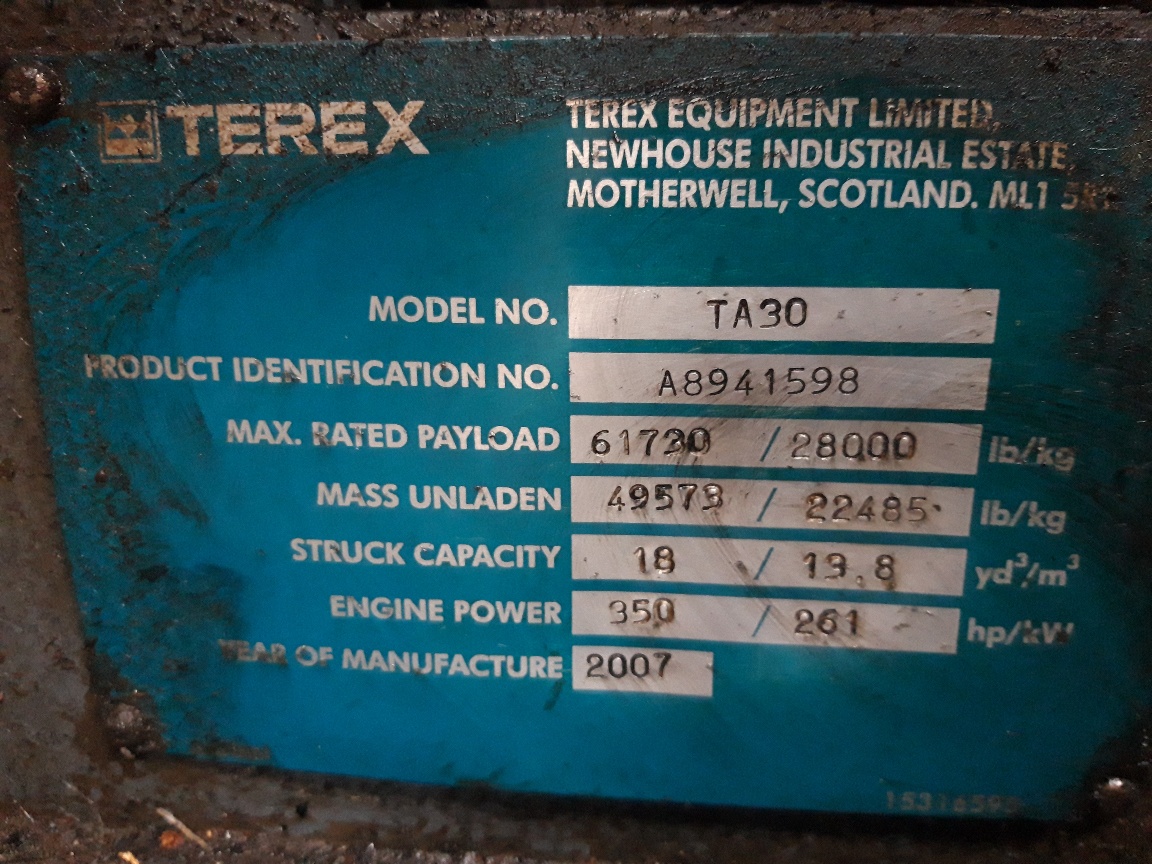 TEREX
TEREX EQUIPMENT LIMITED,
NEWHOUSE INDUSTRIAL ESTATE,
MOTHERWELL, SCOTLAND. ML1
MODEL NO. TA30
PRODUCT IDENTIFICATION NO. A8941598
MAX. RATED PAYLOAD 61730 / 28000 lb/kg
MASS UNLADEN 49573 / 22485 lb/kg
STRUCK CAPACITY 18 / 13.8 yd³/m³
ENGINE POWER 350 / 261 hp/kW
YEAR OF MANUFACTURE 2007